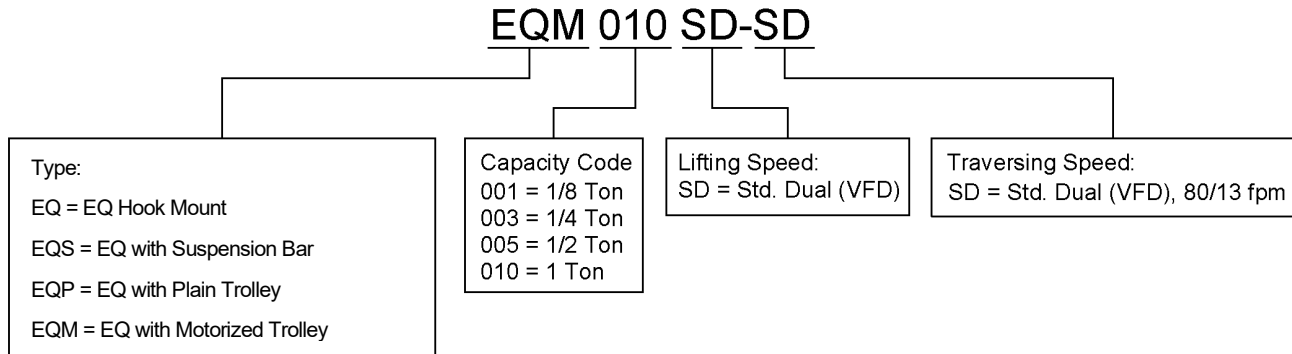 EQM 010 SD-SD
Type:
EQ = EQ Hook Mount
EQS = EQ with Suspension Bar
EQP = EQ with Plain Trolley
EQM = EQ with Motorized Trolley
Capacity Code
001 = 1/8 Ton
003 = 1/4 Ton
005 = 1/2 Ton
010 = 1 Ton
Lifting Speed:
SD = Std. Dual (VFD)
Traversing Speed:
SD = Std. Dual (VFD), 80/13 fpm